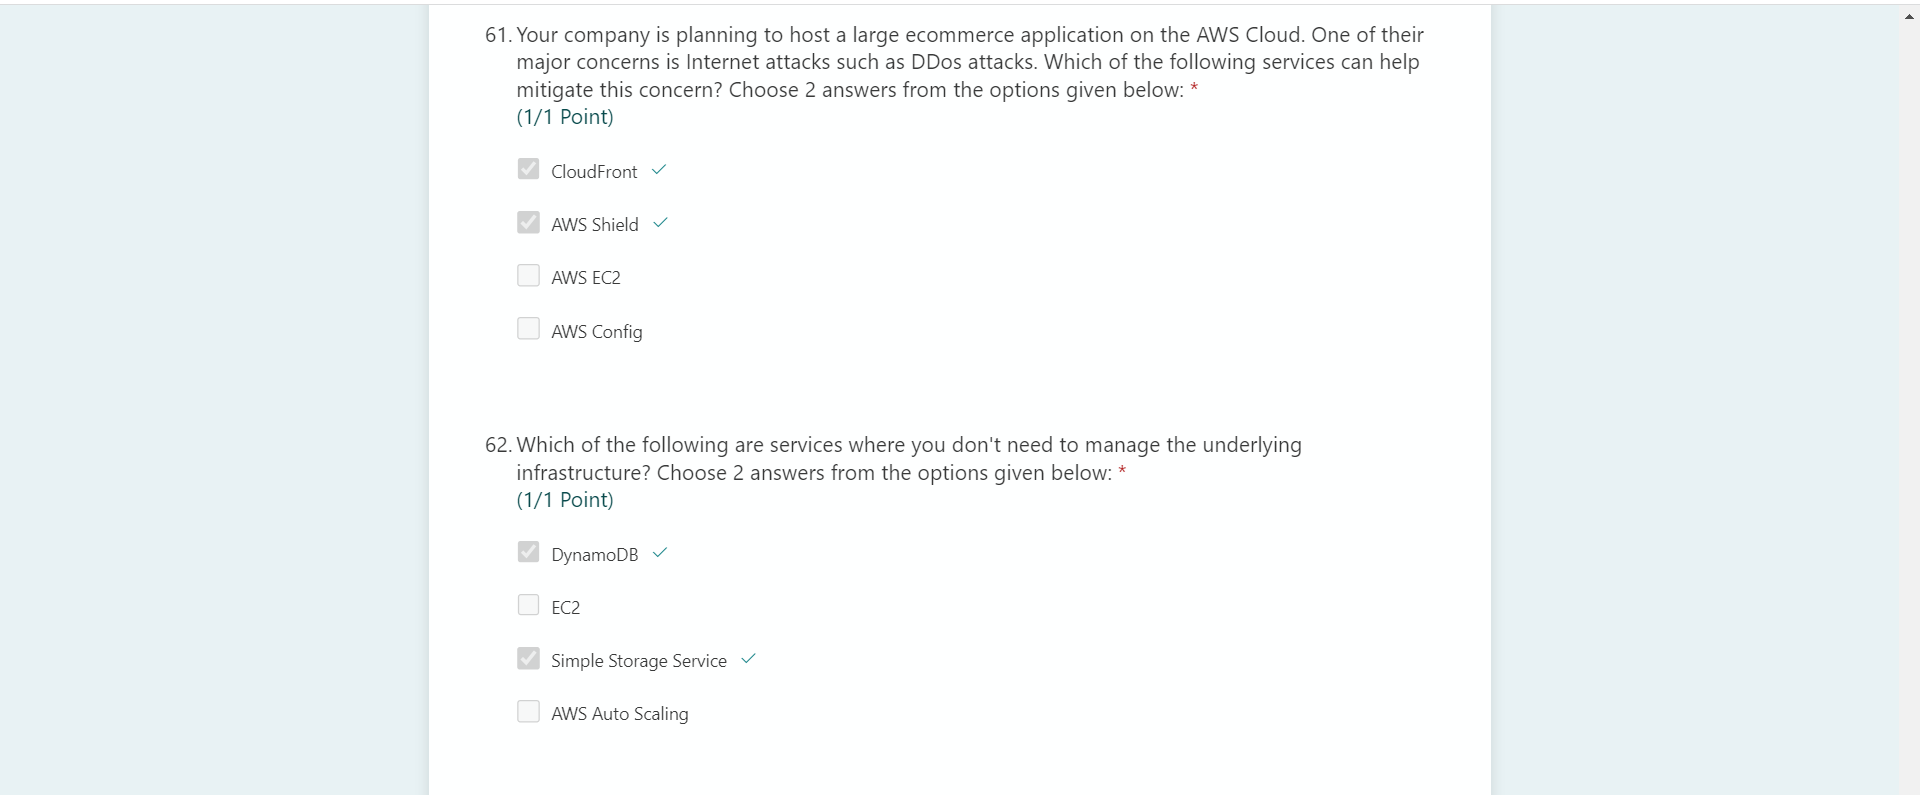 61. Your company is planning to host a large ecommerce application on the AWS Cloud. One of their
major concerns is Internet attacks such as DDos attacks. Which of the following services can help
mitigate this concern? Choose 2 answers from the options given below: *
(1/1 Point)
CloudFront
AWS Shield
AWS EC2
AWS Config
62. Which of the following are services where you don't need to manage the underlying
infrastructure? Choose 2 answers from the options given below: *
(1/1 Point)
DynamoDB
EC2
Simple Storage Service
AWS Auto Scaling